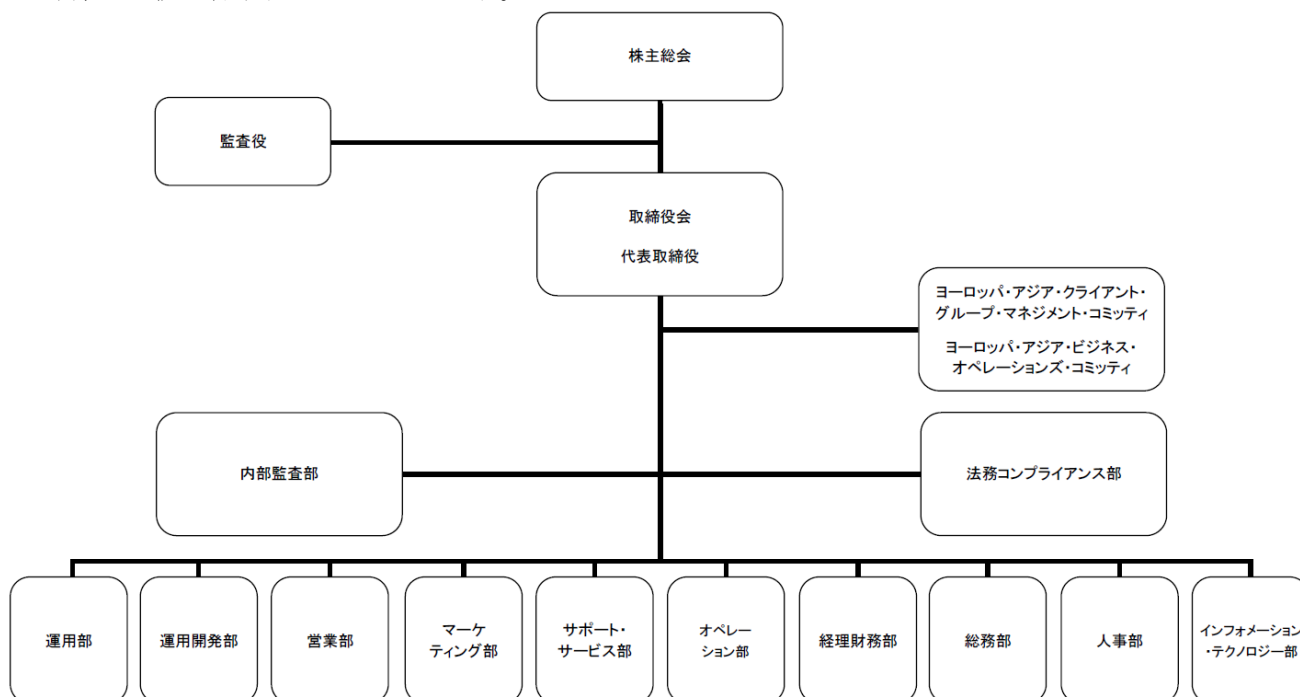 株主総会
監査役
取締役会
代表取締役
ヨーロッパ・アジア・クライアント・
グループ・マネジメント・コミッティ
ヨーロッパ・アジア・ビジネス・
オペレーションズ・コミッティ
内部監査部
法務コンプライアンス部
運用部
運用開発部
営業部
マーケ
ティング部
サポート・
サービス部
オペレー
ション部
経理財務部
総務部
人事部
インフォメーション
・テクノロジー部